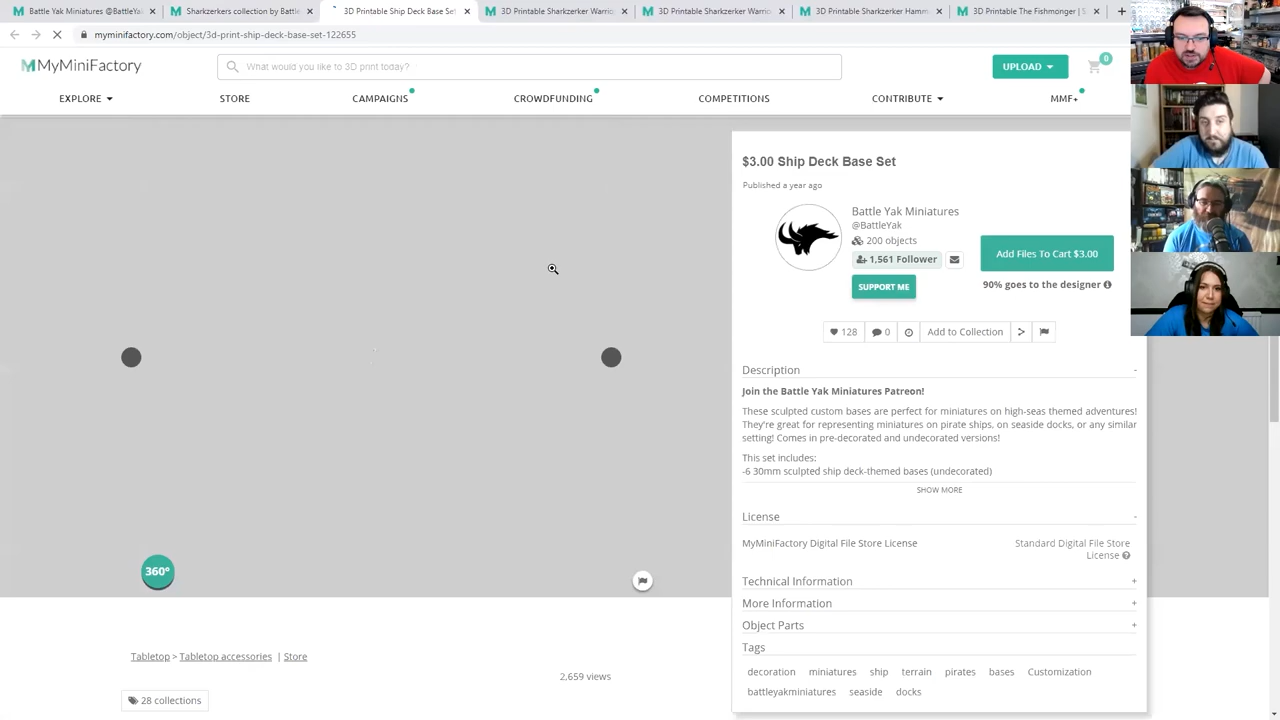 Battle Yak Miniatures @BattleYak
Sharkzerkers collection by Battle
3D Printable Ship Deck Base Set
3D Printable Sharkzerker Warric
3D Printable Sharkzerker Warric
3D Printable Sharkzerker Hamm
3D Printable The Fishmonger | S
myminifactory.com/object/3d-print-ship-deck-base-set-122655
MyMiniFactory
What would you like to 3D print today?
UPLOAD
0
EXPLORE
STORE
CAMPAIGNS
CROWDFUNDING
COMPETITIONS
CONTRIBUTE
MMF+
$3.00 Ship Deck Base Set
Published a year ago
Battle Yak Miniatures
@BattleYak
200 objects
1,561 Follower
SUPPORT ME
Add Files To Cart $3.00
90% goes to the designer
128
0
Add to Collection
Description
-
Join the Battle Yak Miniatures Patreon!
These sculpted custom bases are perfect for miniatures on high-seas themed adventures!
They're great for representing miniatures on pirate ships, on seaside docks, or any similar
setting! Comes in pre-decorated and undecorated versions!
This set includes:
-6 30mm sculpted ship deck-themed bases (undecorated)
SHOW MORE
License
-
MyMiniFactory Digital File Store License
Standard Digital File Store
License
Technical Information
+
More Information
+
Object Parts
+
Tags
decoration miniatures ship terrain pirates bases Customization
battleyakminiatures seaside docks
360°
Tabletop > Tabletop accessories | Store
2,659 views
28 collections